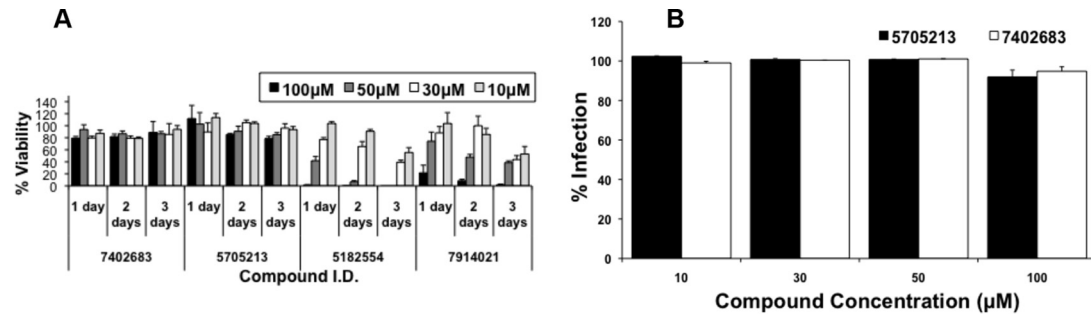 A
100µM 50µM 30µM 10µM
140
120
100
80
60
40
20
0
% Viability
1 day 2 days 3 days 1 day 2 days 3 days 1 day 2 days 3 days 1 day 2 days 3 days
7402683 5705213 5182554 7914021
Compound I.D.
B
5705213 7402683
120
100
80
60
40
20
0
% Infection
10 30 50 100
Compound Concentration (µM)